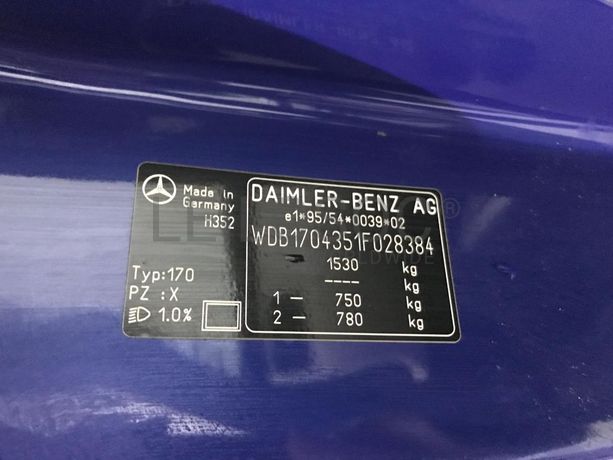 Made in
Germany
H352
Typ:170
PZ :X
1.0%
DAIMLER-BENZ AG
e1*95/54*0039*02
WDB1704351F028384
1530 kg
---- kg
1 — 750 kg
2 — 780 kg